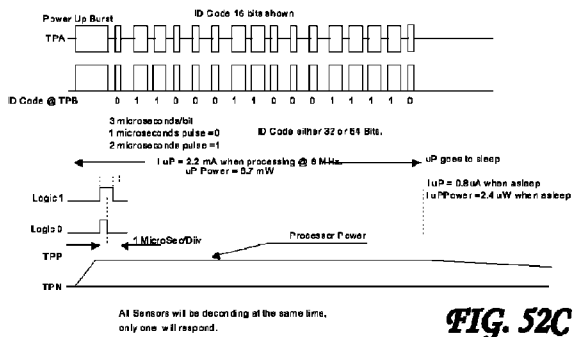 ID Code 16 bits shown
Power Up Burst
TPA
ID Code @ TPB 0 1 1 0 0 0 1 1 0 0 0 1 1 1 1 0
3 microseconds/bit
1 microseconds pulse =0
2 microseconds pulse =1
ID Code either 32 or 64 Bits.
I uP = 2.2 mA when processing @ 6 MHz
uP Power = 6.7 mW
uP goes to sleep
I uP = 0.8uA when asleep
I uPPower =2.4 uW when asleep
Logic 1
Logic 0
1 MicroSec/Div
Processor Power
TPP
TPN
All Sensors will be deconding at the same time,
only one will respond.
FIG. 52C